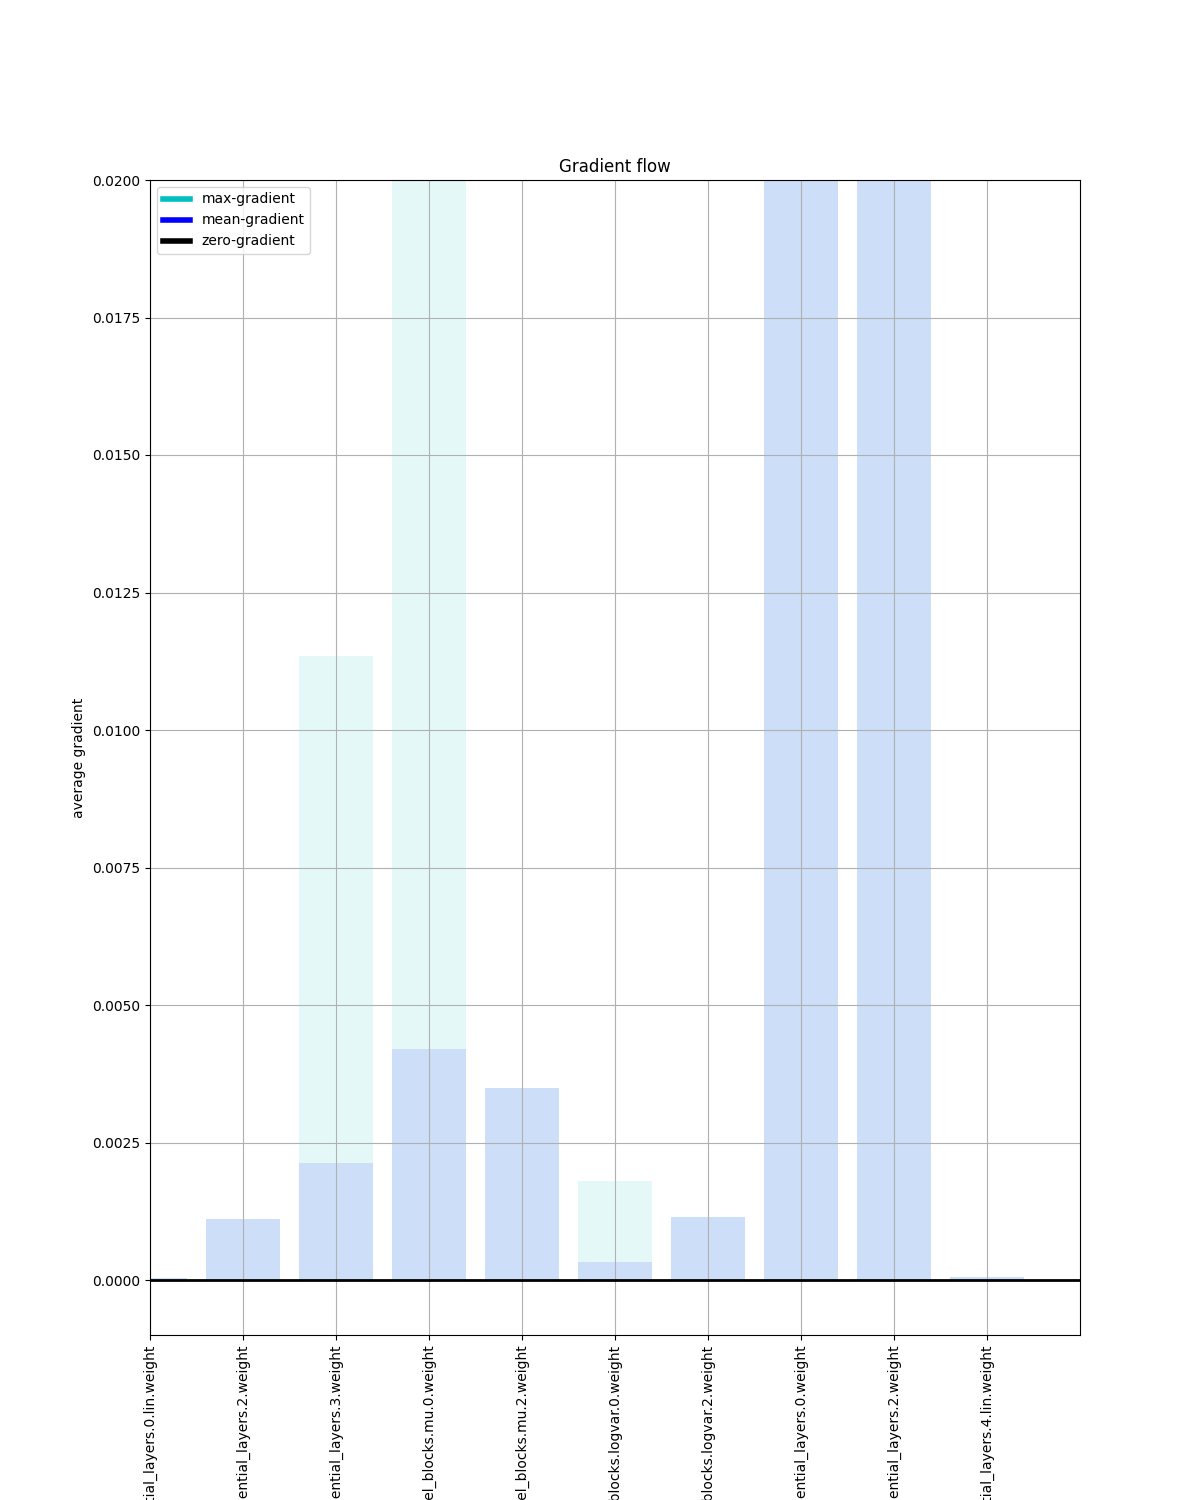 Gradient flow
max-gradient
mean-gradient
zero-gradient
average gradient
0.0200
0.0175
0.0150
0.0125
0.0100
0.0075
0.0050
0.0025
0.0000
tial_layers.0.lin.weight
ential_layers.2.weight
ential_layers.3.weight
el_blocks.mu.0.weight
el_blocks.mu.2.weight
blocks.logvar.0.weight
blocks.logvar.2.weight
ential_layers.0.weight
ential_layers.2.weight
tial_layers.4.lin.weight